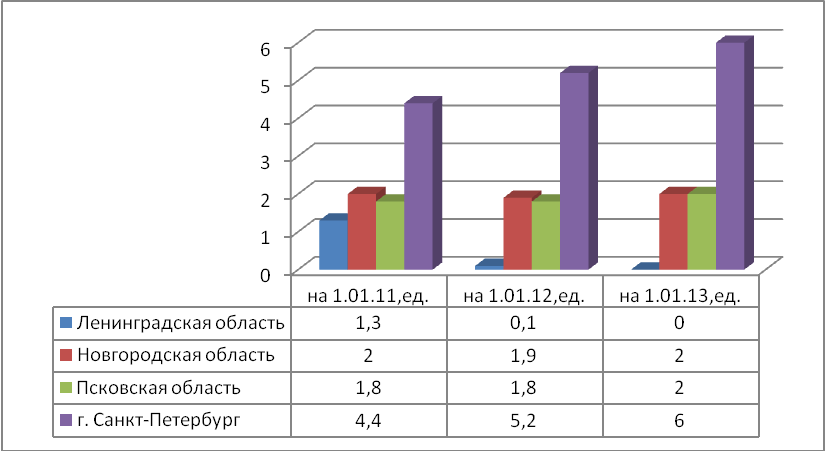 6
5
4
3
2
1
0
на 1.01.11,ед. на 1.01.12,ед. на 1.01.13,ед.
Ленинградская область 1,3 0,1 0
Новгородская область 2 1,9 2
Псковская область 1,8 1,8 2
г. Санкт-Петербург 4,4 5,2 6